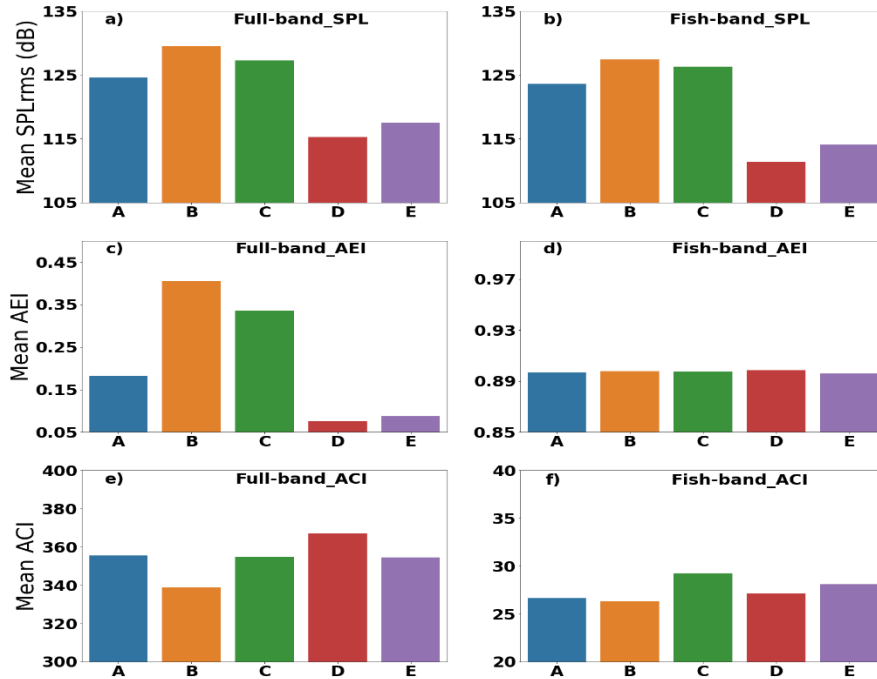 a) Full-band_SPL
Mean SPLrms (dB)
135
125
115
105
A B C D E
b) Fish-band_SPL
135
125
115
105
A B C D E
c) Full-band_AEI
Mean AEI
0.45
0.35
0.25
0.15
0.05
A B C D E
d) Fish-band_AEI
0.97
0.93
0.89
0.85
A B C D E
e) Full-band_ACI
Mean ACI
400
380
360
340
320
300
A B C D E
f) Fish-band_ACI
40
35
30
25
20
A B C D E